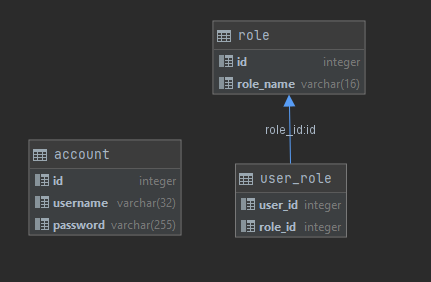 role
id integer
role_name varchar(16)
role_id:id
account
id integer
username varchar(32)
password varchar(255)
user_role
user_id integer
role_id integer